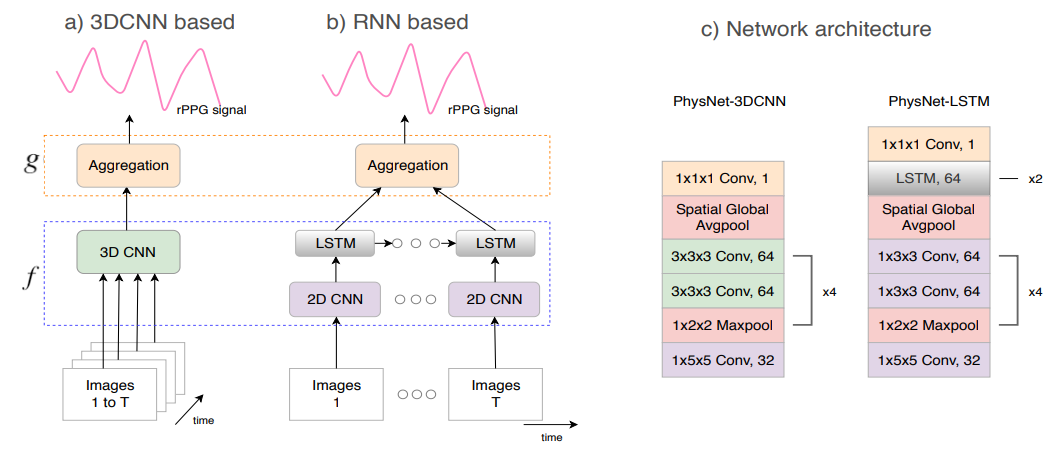 a) 3DCNN based
rPPG signal
g
Aggregation
f
3D CNN
Images
1 to T
time
b) RNN based
rPPG signal
Aggregation
LSTM
LSTM
2D CNN
2D CNN
Images
1
Images
T
time
c) Network architecture
PhysNet-3DCNN
1x1x1 Conv, 1
Spatial Global
Avgpool
3x3x3 Conv, 64
3x3x3 Conv, 64
1x2x2 Maxpool
1x5x5 Conv, 32
x4
PhysNet-LSTM
1x1x1 Conv, 1
LSTM, 64
x2
Spatial Global
Avgpool
1x3x3 Conv, 64
1x3x3 Conv, 64
1x2x2 Maxpool
1x5x5 Conv, 32
x4